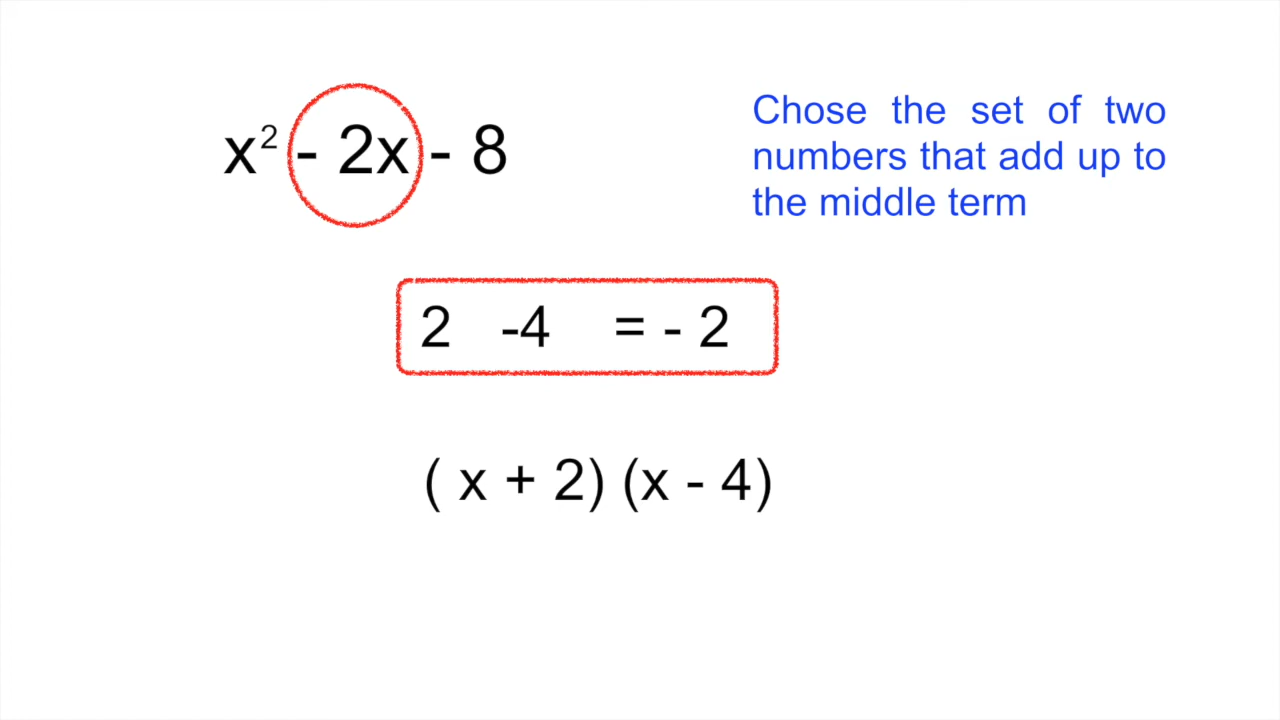 x² - 2x - 8
Chose the set of two
numbers that add up to
the middle term
2 -4 = - 2
( x + 2) (x - 4)